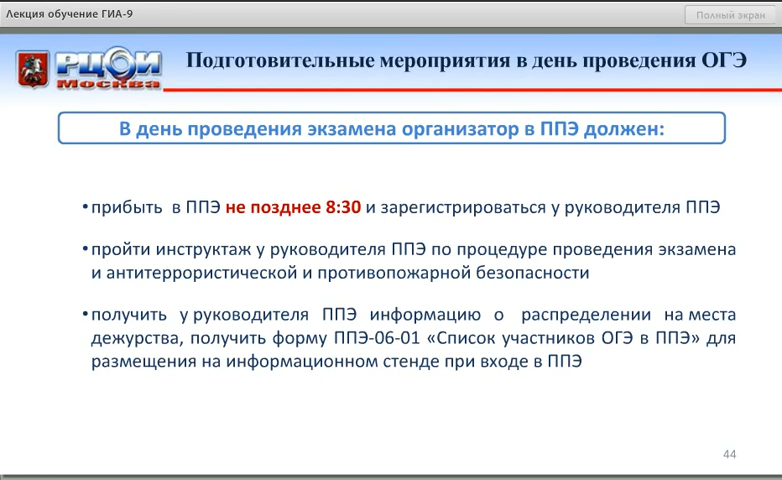 Лекция обучение ГИА-9
Полный экран
РЦОИ
Москва
Подготовительные мероприятия в день проведения ОГЭ
В день проведения экзамена организатор в ППЭ должен:
•прибыть в ППЭ не позднее 8:30 и зарегистрироваться у руководителя ППЭ
•пройти инструктаж у руководителя ППЭ по процедуре проведения экзамена
и антитеррористической и противопожарной безопасности
•получить у руководителя ППЭ информацию о распределении на места
дежурства, получить форму ППЭ-06-01 «Список участников ОГЭ в ППЭ» для
размещения на информационном стенде при входе в ППЭ
44